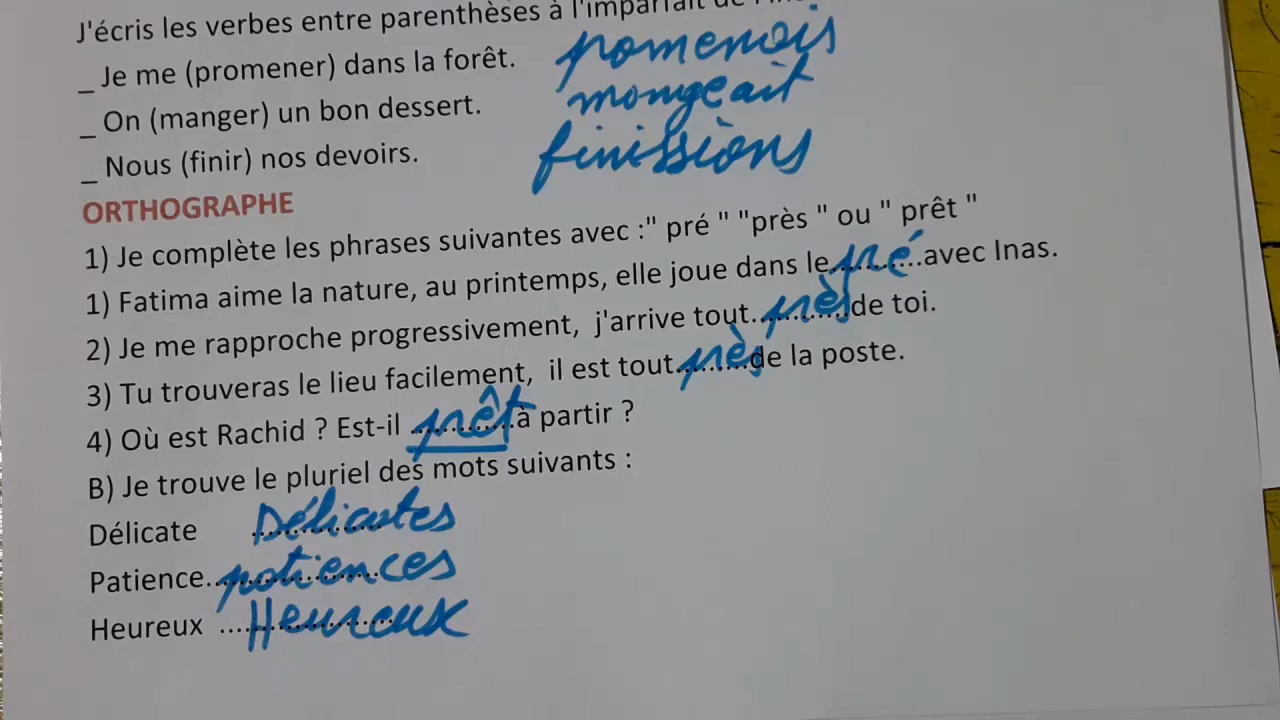 J'écris les verbes entre parenthèses à l'imparfait de l'in
_ Je me (promener) dans la forêt. promenais
_ On (manger) un bon dessert. mangeait
_ Nous (finir) nos devoirs. finissions
ORTHOGRAPHE
1) Je complète les phrases suivantes avec :" pré " "près " ou " prêt "
1) Fatima aime la nature, au printemps, elle joue dans le pré avec Inas.
2) Je me rapproche progressivement, j'arrive tout près de toi.
3) Tu trouveras le lieu facilement, il est tout près de la poste.
4) Où est Rachid ? Est-il prêt à partir ?
B) Je trouve le pluriel des mots suivants :
Délicate Délicates
Patience patiences
Heureux Heureux